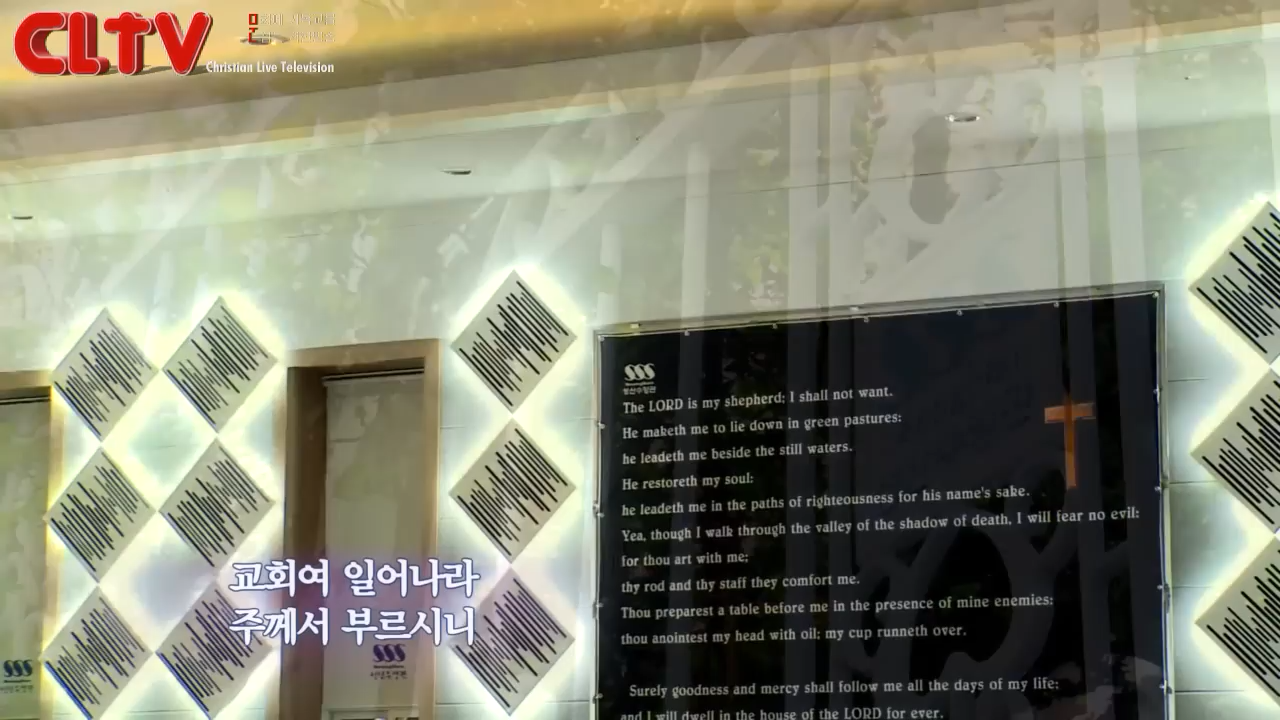 CLTV
Christian Live Television
SSS
The LORD is my shepherd; I shall not want.
He maketh me to lie down in green pastures:
he leadeth me beside the still waters.
He restoreth my soul:
he leadeth me in the paths of righteousness for his name's sake.
Yea, though I walk through the valley of the shadow of death, I will fear no evil:
for thou art with me;
thy rod and thy staff they comfort me.
Thou preparest a table before me in the presence of mine enemies:
thou anointest my head with oil; my cup runneth over.
Surely goodness and mercy shall follow me all the days of my life:
and I will dwell in the house of the LORD for ever.
교회여 일어나라
주께서 부르시니
SSS
SSS